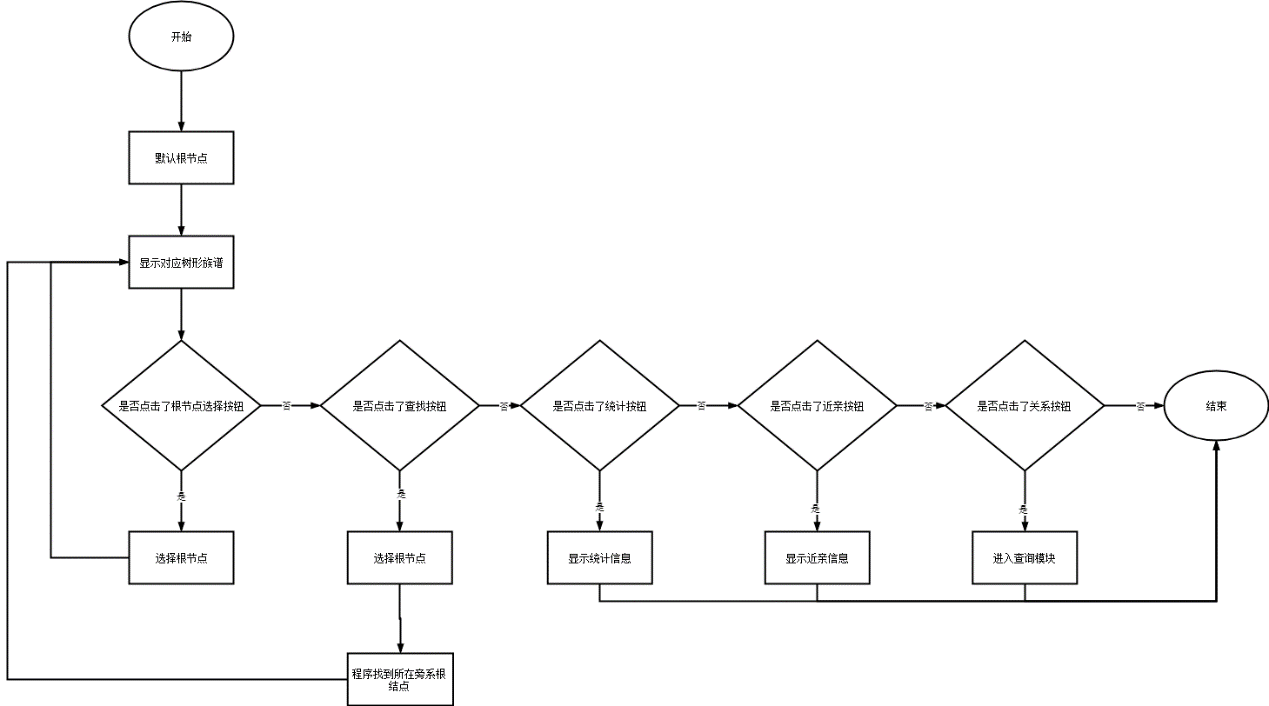 开始
默认根节点
显示对应树形族谱
是否点击了根节点选择按钮
否
是否点击了查找按钮
否
是否点击了统计按钮
否
是否点击了近亲按钮
否
是否点击了关系按钮
否
结束
是
是
是
是
是
选择根节点
选择根节点
显示统计信息
显示近亲信息
进入查询模块
程序找到所在旁系根
结点